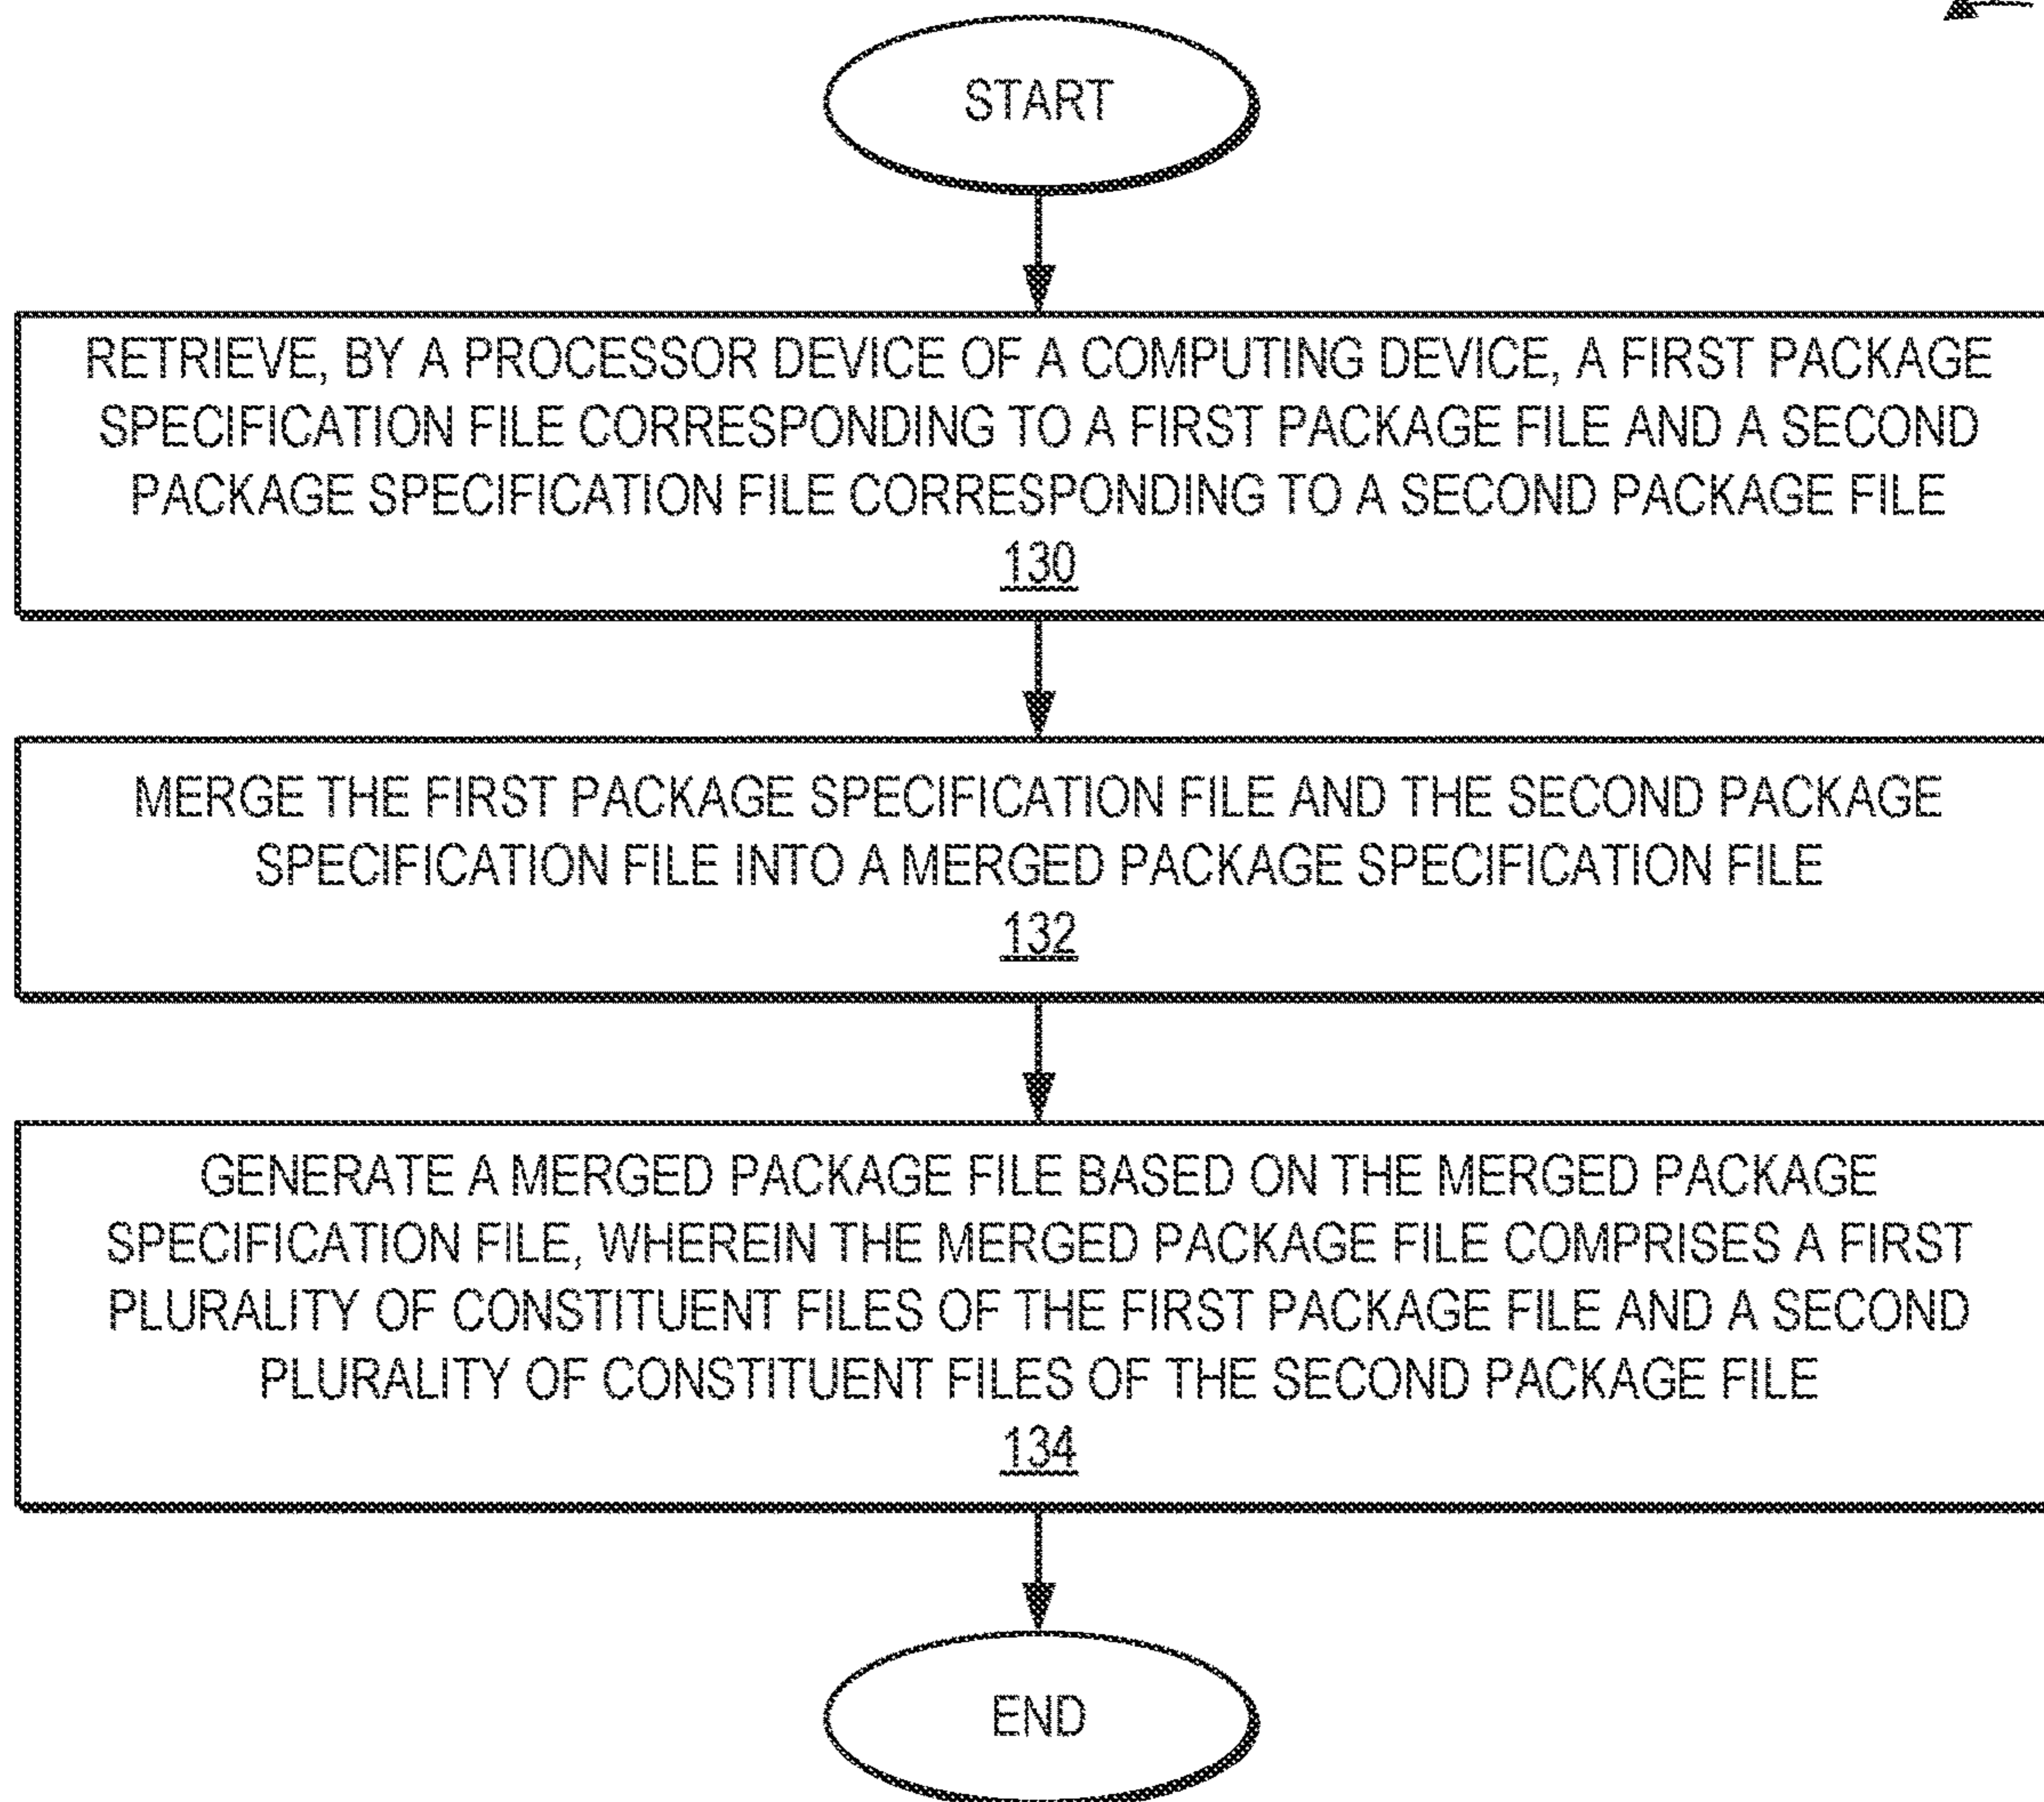 START
RETRIEVE, BY A PROCESSOR DEVICE OF A COMPUTING DEVICE, A FIRST PACKAGE
SPECIFICATION FILE CORRESPONDING TO A FIRST PACKAGE FILE AND A SECOND
PACKAGE SPECIFICATION FILE CORRESPONDING TO A SECOND PACKAGE FILE
130
MERGE THE FIRST PACKAGE SPECIFICATION FILE AND THE SECOND PACKAGE
SPECIFICATION FILE INTO A MERGED PACKAGE SPECIFICATION FILE
132
GENERATE A MERGED PACKAGE FILE BASED ON THE MERGED PACKAGE
SPECIFICATION FILE, WHEREIN THE MERGED PACKAGE FILE COMPRISES A FIRST
PLURALITY OF CONSTITUENT FILES OF THE FIRST PACKAGE FILE AND A SECOND
PLURALITY OF CONSTITUENT FILES OF THE SECOND PACKAGE FILE
134
END